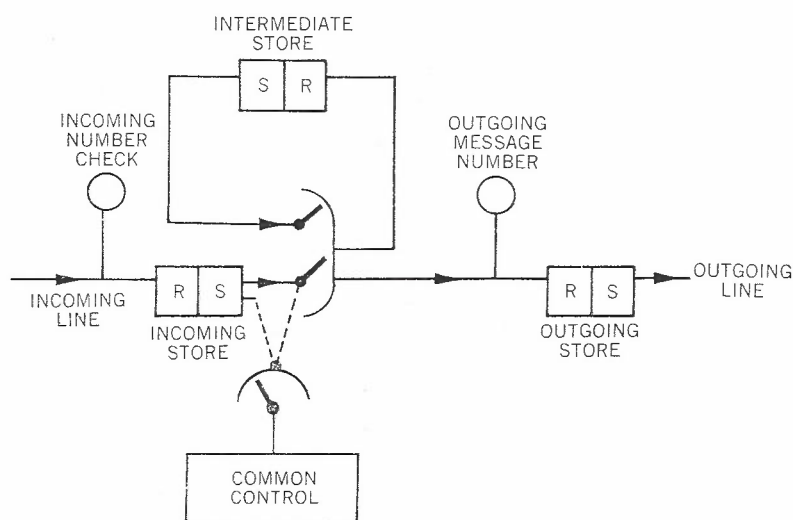 INTERMEDIATE
STORE
S R
INCOMING
NUMBER
CHECK
OUTGOING
MESSAGE
NUMBER
INCOMING
LINE
R S
INCOMING
STORE
R S
OUTGOING
STORE
OUTGOING
LINE
COMMON
CONTROL